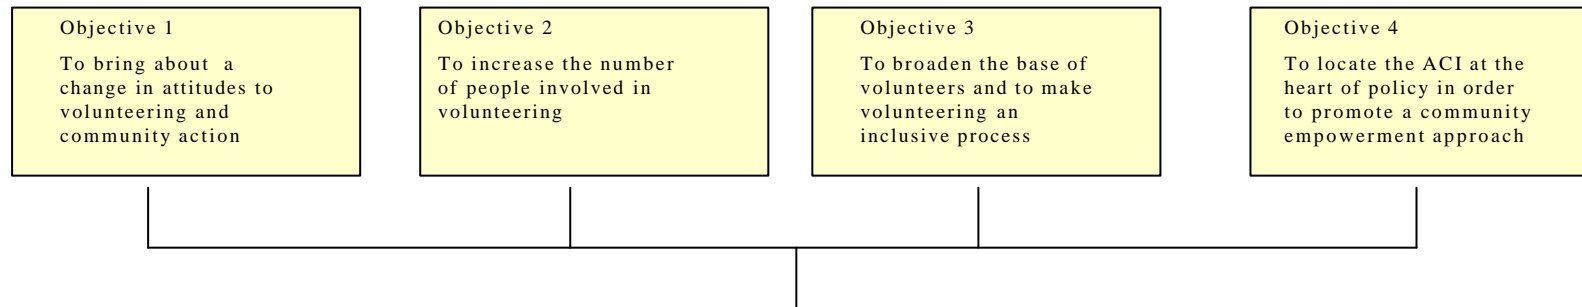 Objective 1
To bring about a
change in attitudes to
volunteering and
community action
Objective 2
To increase the number
of people involved in
volunteering
Objective 3
To broaden the base of
volunteers and to make
volunteering an
inclusive process
Objective 4
To locate the ACI at the
heart of policy in order
to promote a community
empowerment approach